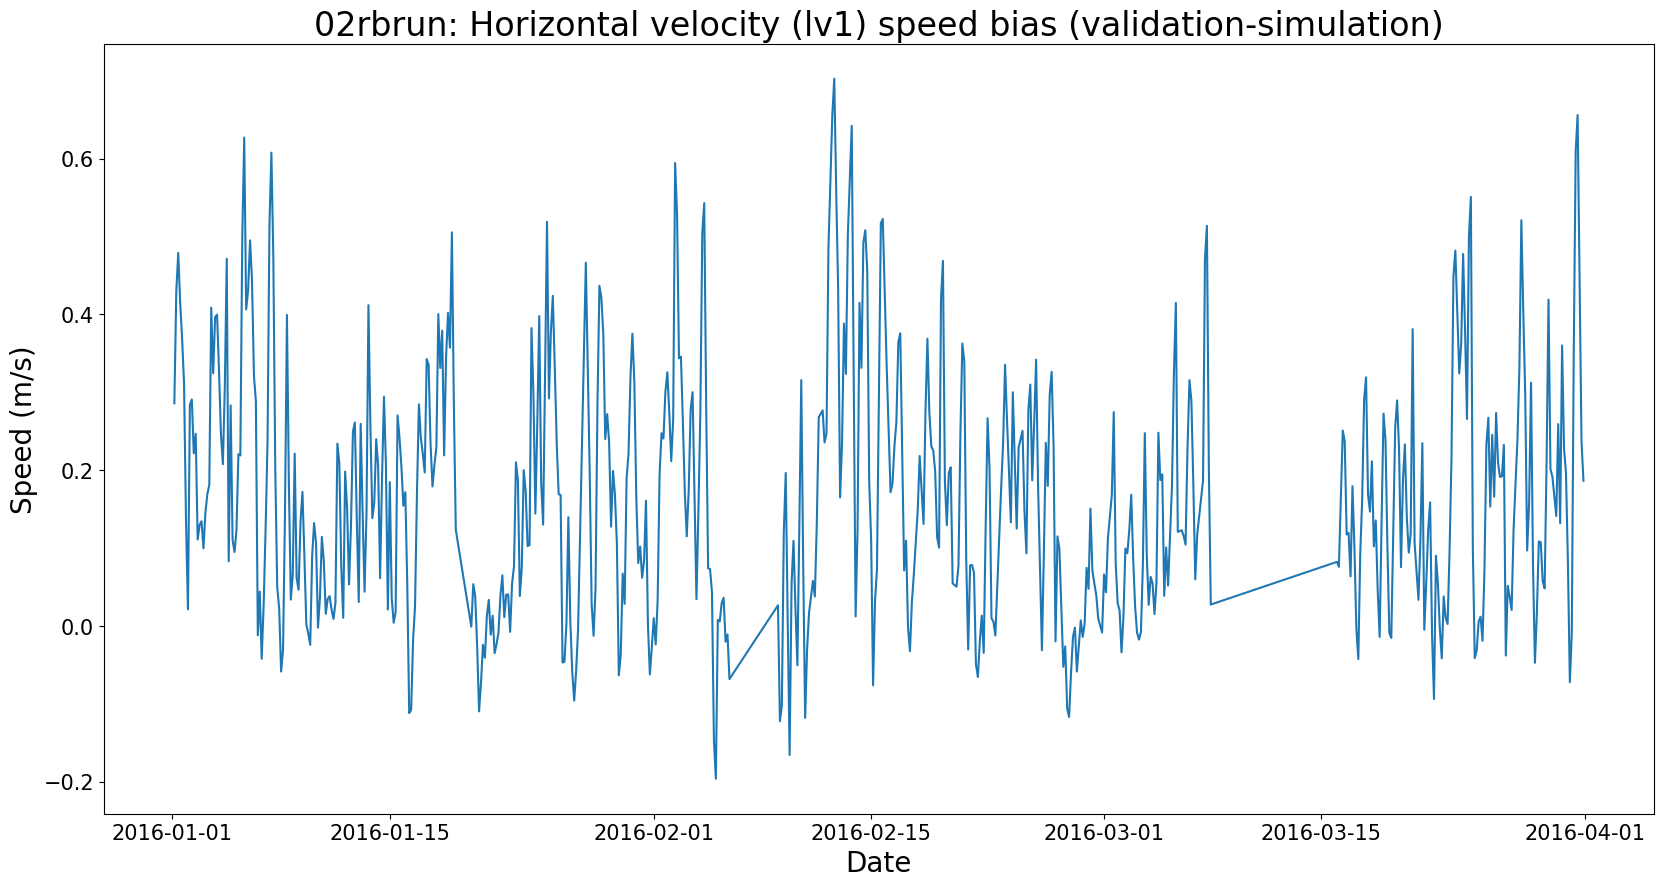 02rbrun: Horizontal velocity (lv1) speed bias (validation-simulation)
Speed (m/s)
0.6
0.4
0.2
0.0
−0.2
2016-01-01 2016-01-15 2016-02-01 2016-02-15 2016-03-01 2016-03-15 2016-04-01
Date